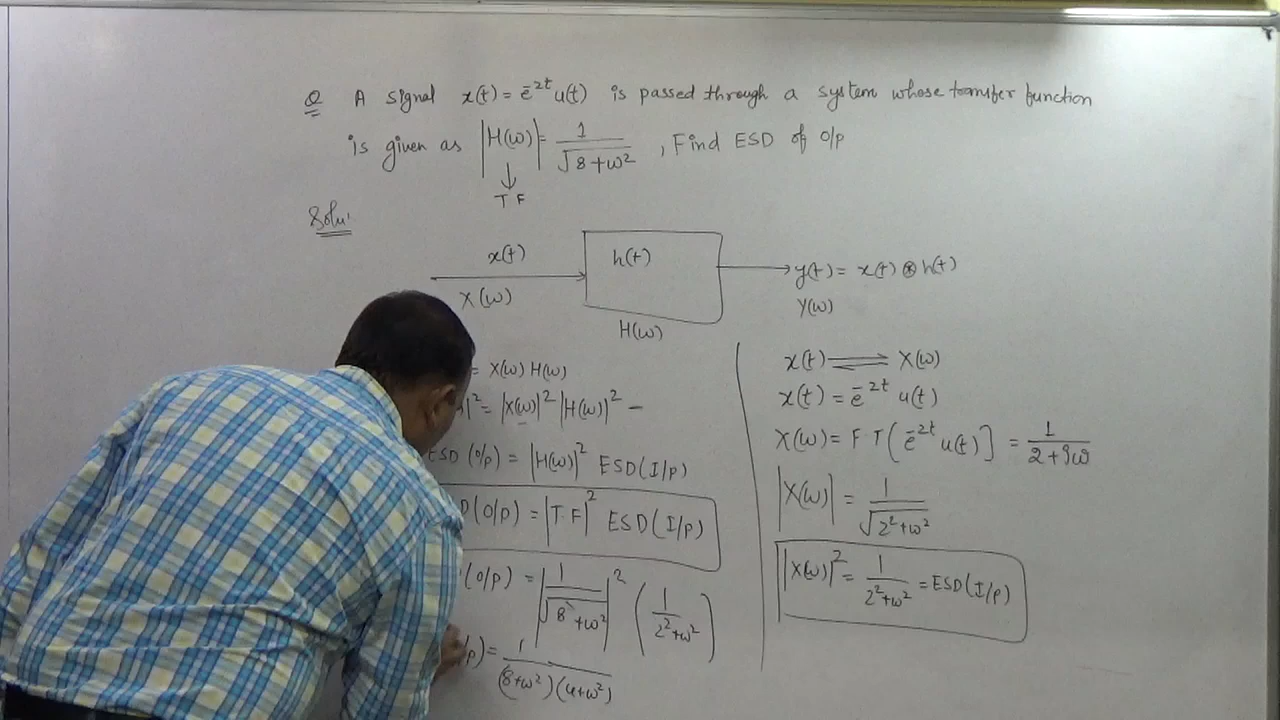 Q A signal x(t) = e^-2t u(t) is passed through a system whose transfer function
is given as |H(ω)| = 1/√(8+ω²) , Find ESD of o/p
↓
TF
Solu:
x(t)
X(ω)
h(t)
H(ω)
y(t) = x(t) ⊛ h(t)
Y(ω)
= X(ω) H(ω)
|² = |X(ω)|² |H(ω)|² –
ESD (o/p) = |H(ω)|² ESD(I/p)
D(o/p) = |T.F|² ESD(I/p)
(o/p) = |1/√(8+ω²)|² (1/(2²+ω²))
/p) = 1/((8+ω²)(4+ω²))
x(t) ⇌ X(ω)
x(t) = e^-2t u(t)
X(ω) = F T [e^-2t u(t)] = 1/(2+jω)
|X(ω)| = 1/√(2²+ω²)
|X(ω)|² = 1/(2²+ω²) = ESD(I/p)